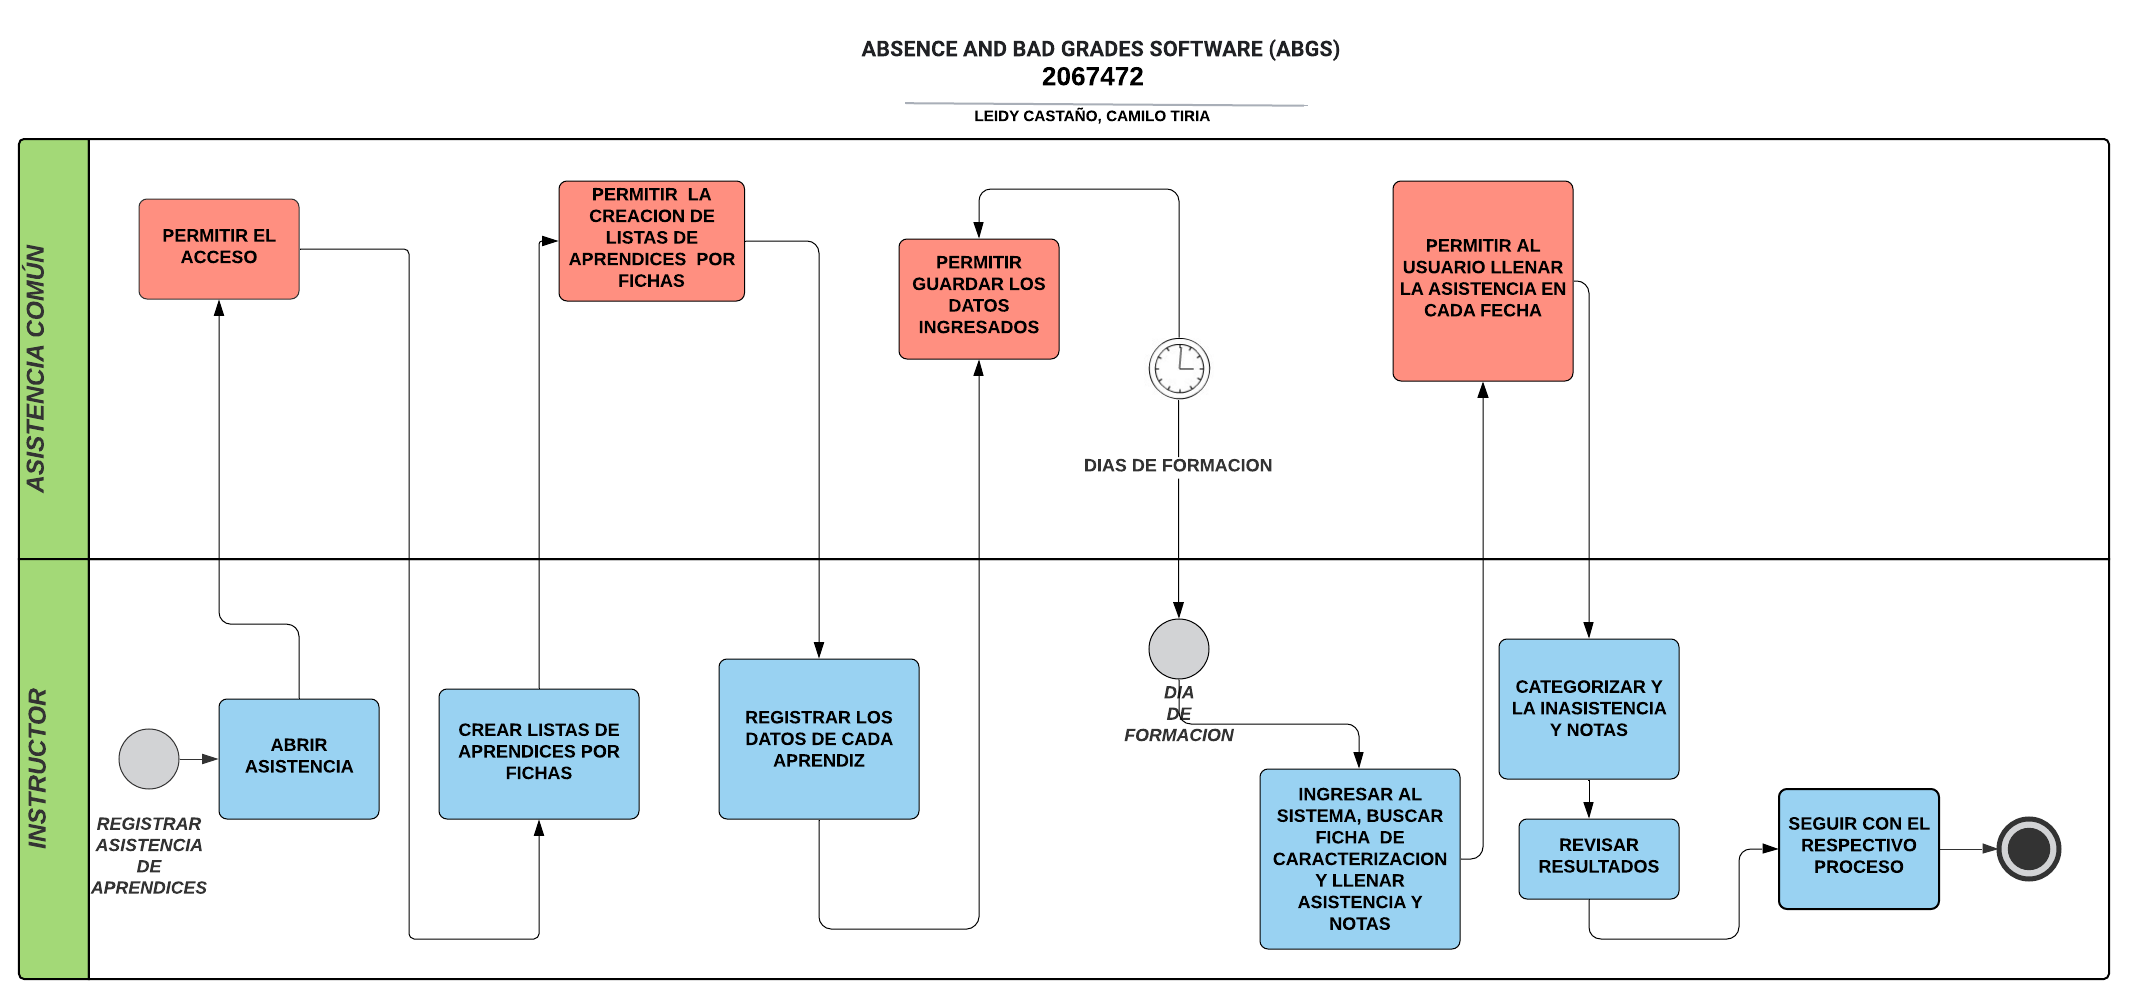 ABSENCE AND BAD GRADES SOFTWARE (ABGS)
2067472
LEIDY CASTAÑO, CAMILO TIRIA
ASISTENCIA COMÚN
PERMITIR EL
ACCESO
PERMITIR LA
CREACION DE
LISTAS DE
APRENDICES POR
FICHAS
PERMITIR
GUARDAR LOS
DATOS
INGRESADOS
DIAS DE FORMACION
PERMITIR AL
USUARIO LLENAR
LA ASISTENCIA EN
CADA FECHA
INSTRUCTOR
REGISTRAR
ASISTENCIA
DE
APRENDICES
ABRIR
ASISTENCIA
CREAR LISTAS DE
APRENDICES POR
FICHAS
REGISTRAR LOS
DATOS DE CADA
APRENDIZ
DIA
DE
FORMACION
INGRESAR AL
SISTEMA, BUSCAR
FICHA DE
CARACTERIZACION
Y LLENAR
ASISTENCIA Y
NOTAS
CATEGORIZAR Y
LA INASISTENCIA
Y NOTAS
REVISAR
RESULTADOS
SEGUIR CON EL
RESPECTIVO
PROCESO